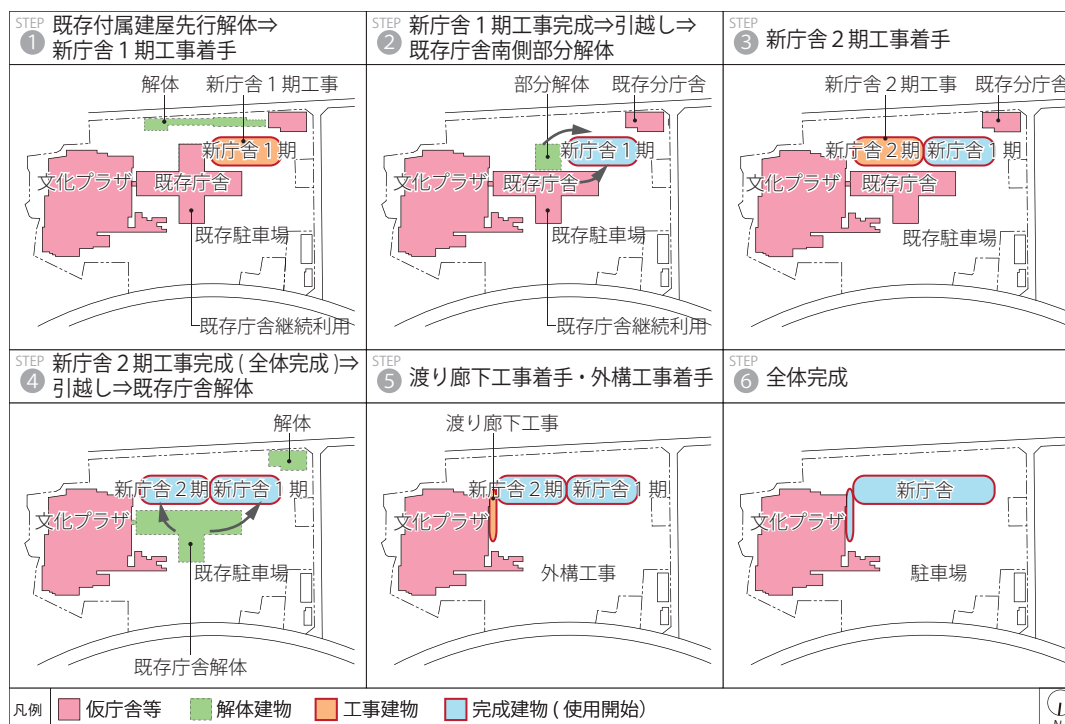 STEP 1 既存付属建屋先行解体⇒
新庁舎1期工事着手
解体
新庁舎1期工事
新庁舎1期
文化プラザ
既存庁舎
既存駐車場
既存庁舎継続利用
STEP 2 新庁舎1期工事完成⇒引越し⇒
既存庁舎南側部分解体
部分解体
既存分庁舎
新庁舎1期
文化プラザ
既存庁舎
既存駐車場
既存庁舎継続利用
STEP 3 新庁舎2期工事着手
新庁舎2期工事
既存分庁舎
新庁舎2期
新庁舎1期
文化プラザ
既存庁舎
既存駐車場
STEP 4 新庁舎2期工事完成(全体完成)⇒
引越し⇒既存庁舎解体
解体
新庁舎2期
新庁舎1期
文化プラザ
既存駐車場
既存庁舎解体
STEP 5 渡り廊下工事着手・外構工事着手
渡り廊下工事
新庁舎2期
新庁舎1期
文化プラザ
外構工事
STEP 6 全体完成
新庁舎
文化プラザ
駐車場
凡例
仮庁舎等
解体建物
工事建物
完成建物(使用開始)